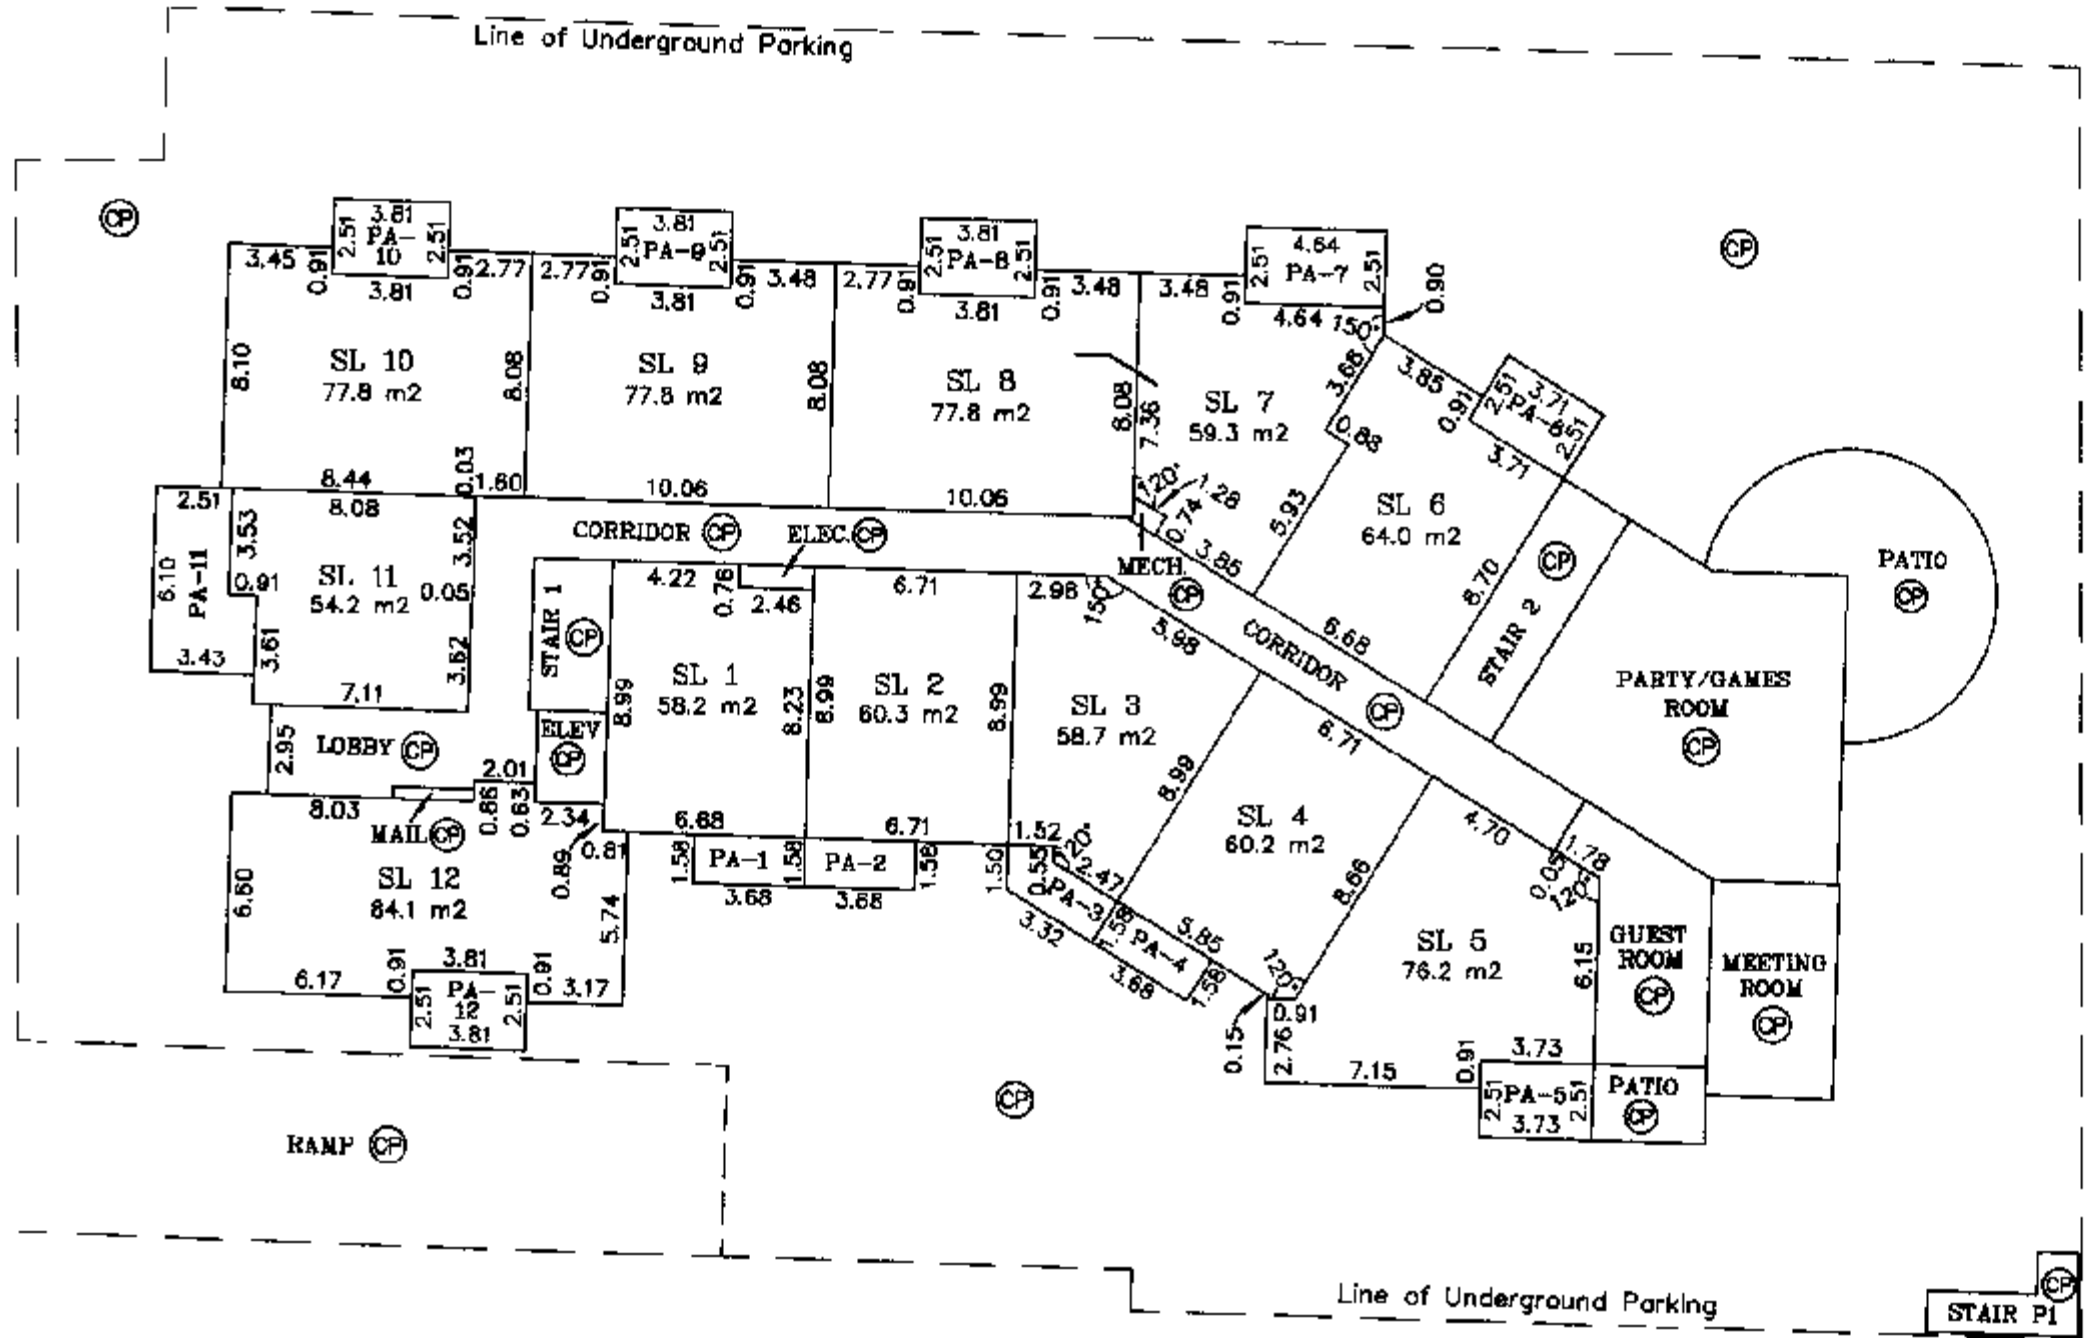 Line of Underground Parking
CP
CP
3.81
PA-
10
2.51
2.51
3.81
3.45
0.91
0.91
2.77
SL 10
77.8 m2
8.10
8.08
8.44
0.03
1.60
3.81
PA-9
2.51
2.51
3.81
2.77
0.91
0.91
3.48
SL 9
77.8 m2
8.08
10.06
3.81
PA-8
2.51
2.51
3.81
2.77
0.91
0.91
3.48
SL 8
77.8 m2
8.08
10.06
4.64
PA-7
2.51
2.51
4.64
3.48
0.91
150°
0.90
SL 7
59.3 m2
7.36
3.68
0.88
5.93
120°
1.28
0.74
3.85
MECH.
CP
3.85
0.91
2.51
3.71
PA-6
2.51
3.71
SL 6
64.0 m2
8.70
6.68
STAIR 2
CP
PATIO
CP
PARTY/GAMES
ROOM
CP
2.51
6.10
PA-11
3.43
8.08
3.53
3.52
0.91
SL 11
54.2 m2
0.05
3.61
3.62
7.11
CORRIDOR CP
ELEC. CP
STAIR 1
CP
ELEV
CP
4.22
0.76
2.46
SL 1
58.2 m2
8.99
8.23
6.68
1.58
PA-1
1.58
3.68
6.71
SL 2
60.3 m2
8.99
8.99
6.71
PA-2
1.58
3.68
2.98
150°
5.98
SL 3
58.7 m2
8.99
1.52
120°
0.55
2.47
1.50
PA-3
3.32
CORRIDOR
CP
6.71
SL 4
60.2 m2
8.66
5.85
1.58
PA-4
1.58
3.68
120°
0.91
0.15
2.76
4.70
1.78
0.05
120°
SL 5
76.2 m2
6.15
7.15
0.91
3.73
2.51
PA-5
2.51
3.73
GUEST
ROOM
CP
PATIO
CP
MEETING
ROOM
CP
LOBBY CP
2.95
2.01
8.03
MAIL CP
0.66
0.63
2.34
0.89
0.81
SL 12
84.1 m2
6.60
5.74
6.17
0.91
3.81
0.91
3.17
2.51
PA-
12
2.51
3.81
RAMP CP
CP
Line of Underground Parking
CP
STAIR P1